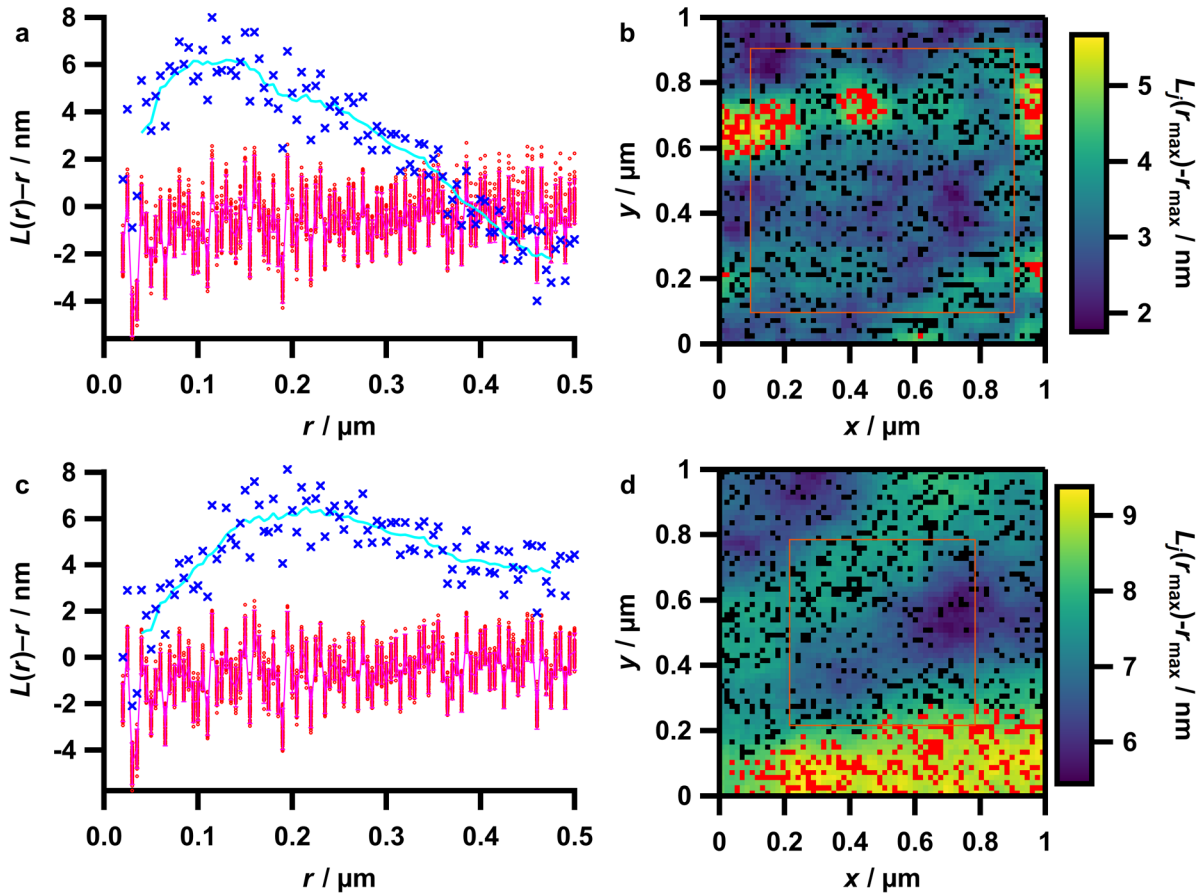 a
8
6
4
2
0
-2
-4
L(r)–r / nm
0.0 0.1 0.2 0.3 0.4 0.5
r / µm
b
1
0.8
0.6
0.4
0.2
0
y / µm
0 0.2 0.4 0.6 0.8 1
x / µm
5
4
3
2
Lj(rmax)-rmax / nm
c
8
6
4
2
0
-2
-4
L(r)–r / nm
0.0 0.1 0.2 0.3 0.4 0.5
r / µm
d
1
0.8
0.6
0.4
0.2
0
y / µm
0 0.2 0.4 0.6 0.8 1
x / µm
9
8
7
6
Lj(rmax)-rmax / nm